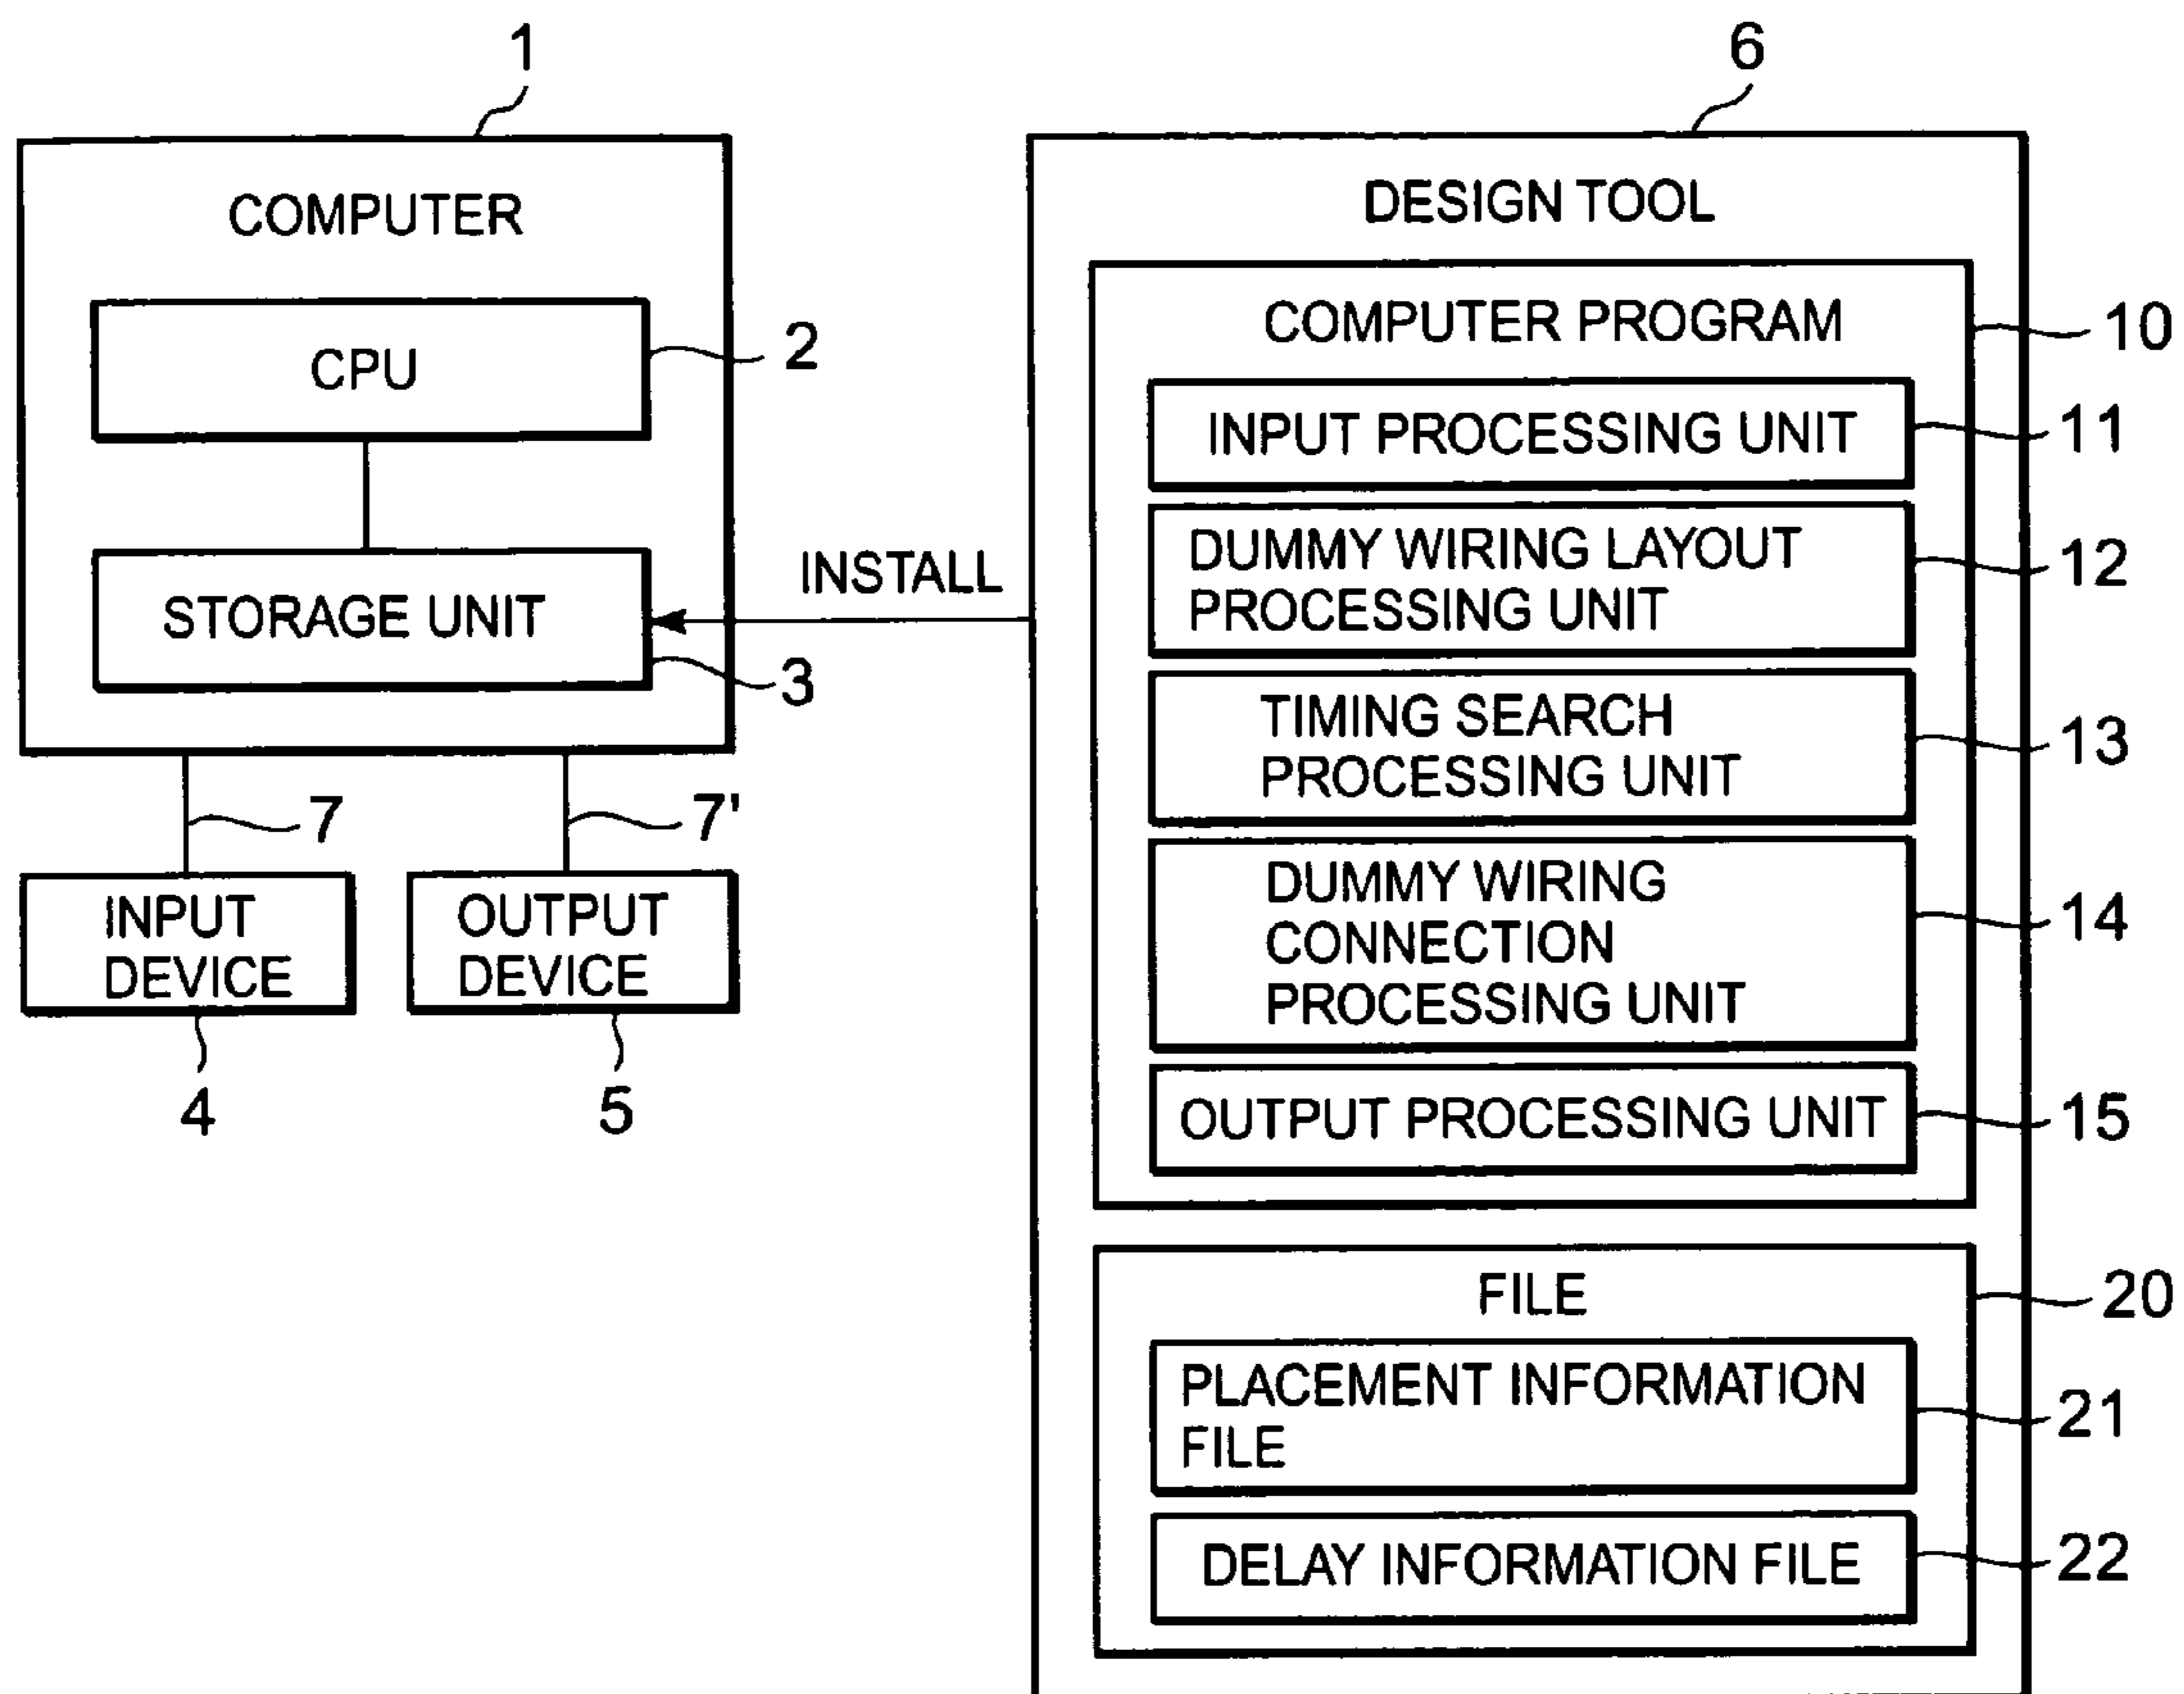 1
COMPUTER
CPU
2
STORAGE UNIT
3
7
7'
INPUT
DEVICE
OUTPUT
DEVICE
4
5
INSTALL
6
DESIGN TOOL
COMPUTER PROGRAM
10
INPUT PROCESSING UNIT
11
DUMMY WIRING LAYOUT
PROCESSING UNIT
12
TIMING SEARCH
PROCESSING UNIT
13
DUMMY WIRING
CONNECTION
PROCESSING UNIT
14
OUTPUT PROCESSING UNIT
15
FILE
20
PLACEMENT INFORMATION
FILE
21
DELAY INFORMATION FILE
22